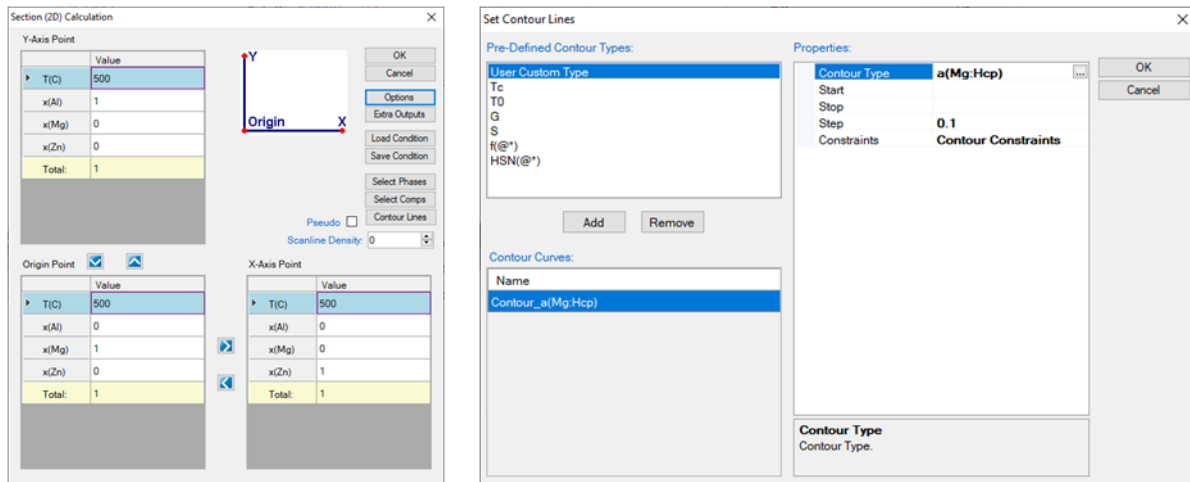 Section (2D) Calculation
Y-Axis Point
Value
T(C) 500
x(Al) 1
x(Mg) 0
x(Zn) 0
Total: 1
Y
Origin X
OK
Cancel
Options
Extra Outputs
Load Condition
Save Condition
Select Phases
Select Comps
Pseudo Contour Lines
Scanline Density: 0
Origin Point
Value
T(C) 500
x(Al) 0
x(Mg) 1
x(Zn) 0
Total: 1
X-Axis Point
Value
T(C) 500
x(Al) 0
x(Mg) 0
x(Zn) 1
Total: 1
Set Contour Lines
Pre-Defined Contour Types:
User Custom Type
Tc
T0
G
S
f(@*)
HSN(@*)
Add Remove
Contour Curves:
Name
Contour_a(Mg:Hcp)
Properties:
Contour Type a(Mg:Hcp) ...
Start
Stop
Step 0.1
Constraints Contour Constraints
Contour Type
Contour Type.
OK
Cancel